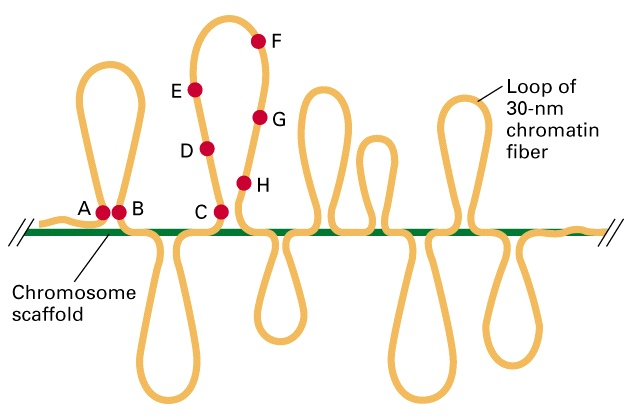 F
E
G
D
H
A
B
C
Loop of
30-nm
chromatin
fiber
Chromosome
scaffold